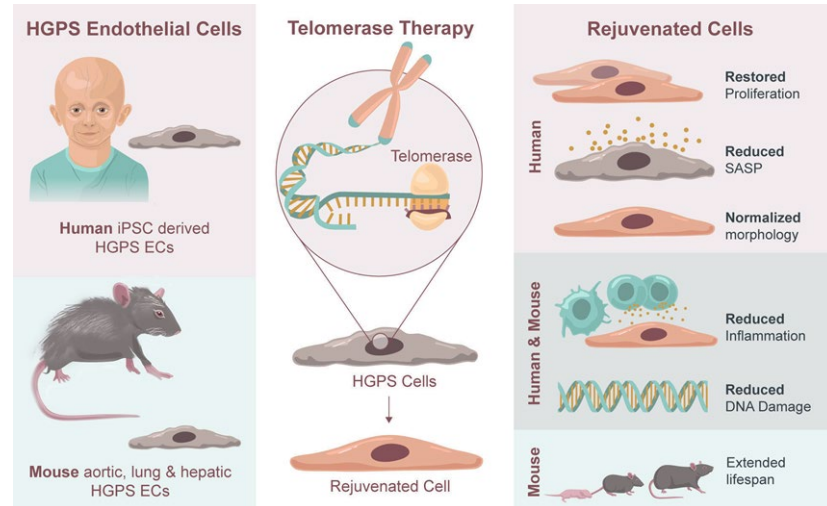 HGPS Endothelial Cells
Human iPSC derived
HGPS ECs
Mouse aortic, lung & hepatic
HGPS ECs
Telomerase Therapy
Telomerase
HGPS Cells
Rejuvenated Cell
Rejuvenated Cells
Human
Restored
Proliferation
Reduced
SASP
Normalized
morphology
Human & Mouse
Reduced
Inflammation
Reduced
DNA Damage
Mouse
Extended
lifespan